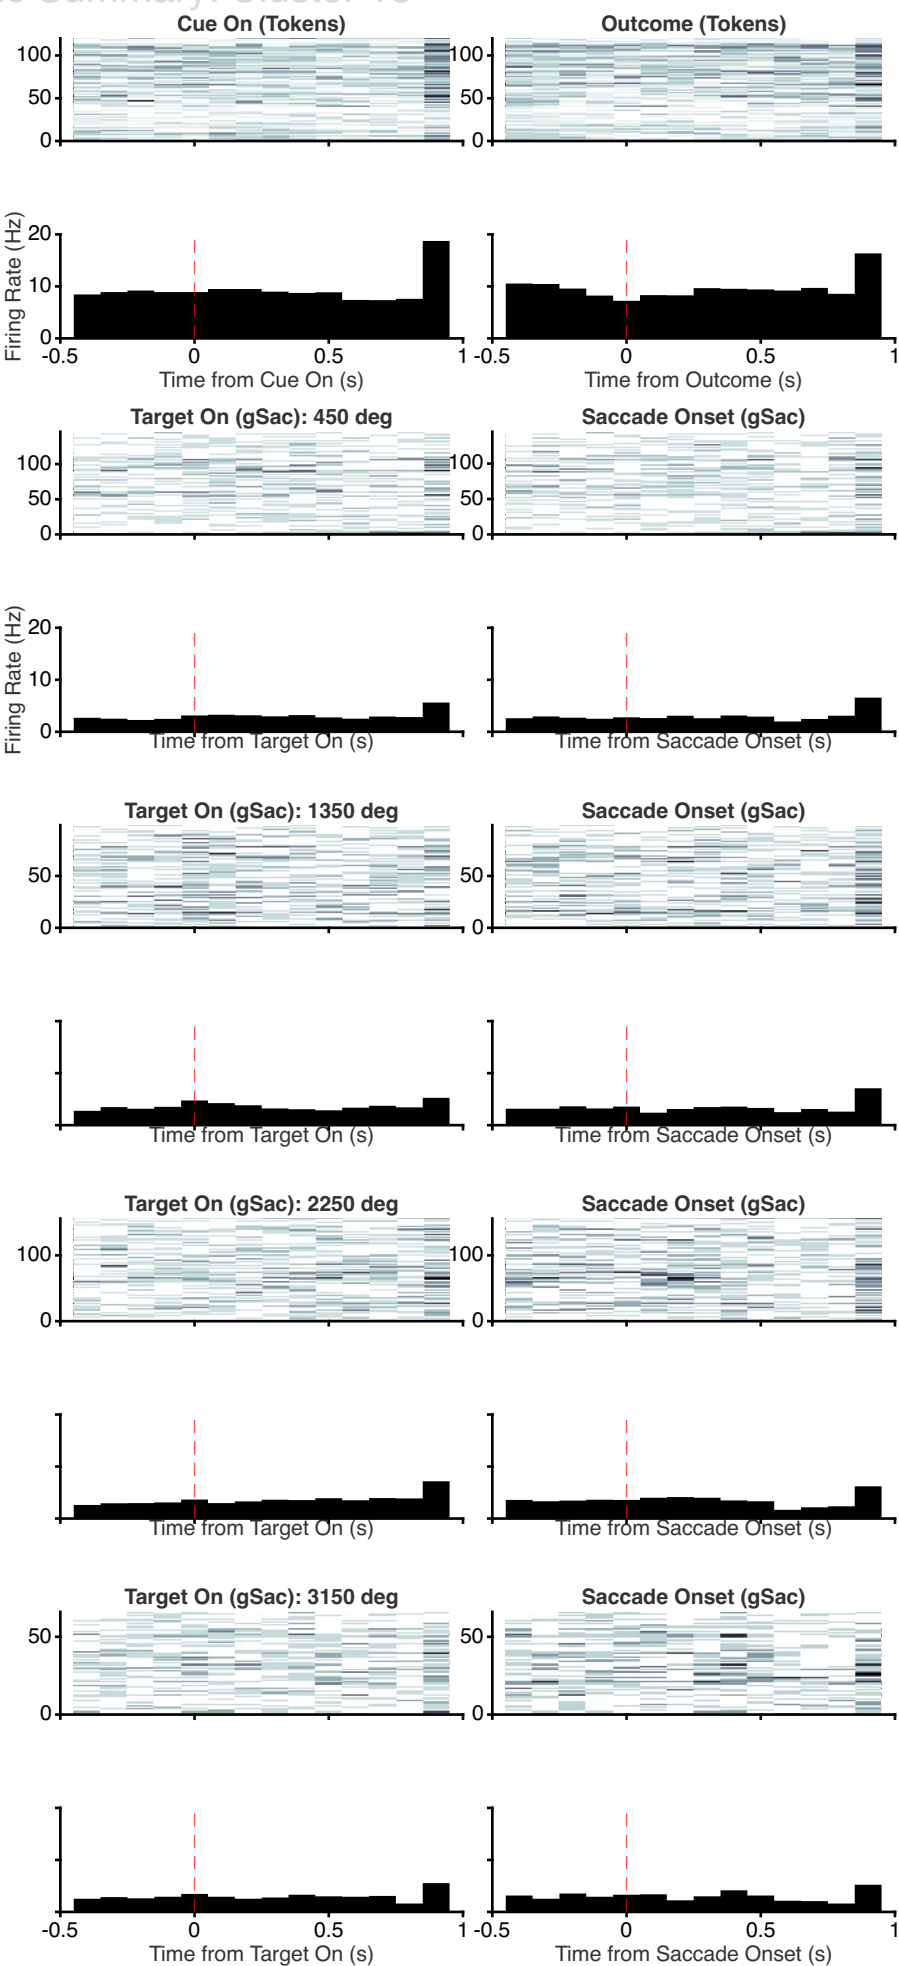 Summary: Cluster
Cue On (Tokens) Outcome (Tokens)
100 100
50 50
0 0
Firing Rate (Hz)
20
10
0
-0.5 0 0.5 1 -0.5 0 0.5 1
Time from Cue On (s) Time from Outcome (s)
Target On (gSac): 450 deg Saccade Onset (gSac)
100 100
50 50
0 0
Firing Rate (Hz)
20
10
0
Time from Target On (s) Time from Saccade Onset (s)
Target On (gSac): 1350 deg Saccade Onset (gSac)
50 50
0 0
Time from Target On (s) Time from Saccade Onset (s)
Target On (gSac): 2250 deg Saccade Onset (gSac)
100 100
0 0
Time from Target On (s) Time from Saccade Onset (s)
Target On (gSac): 3150 deg Saccade Onset (gSac)
50 50
0 0
-0.5 0 0.5 1 -0.5 0 0.5 1
Time from Target On (s) Time from Saccade Onset (s)